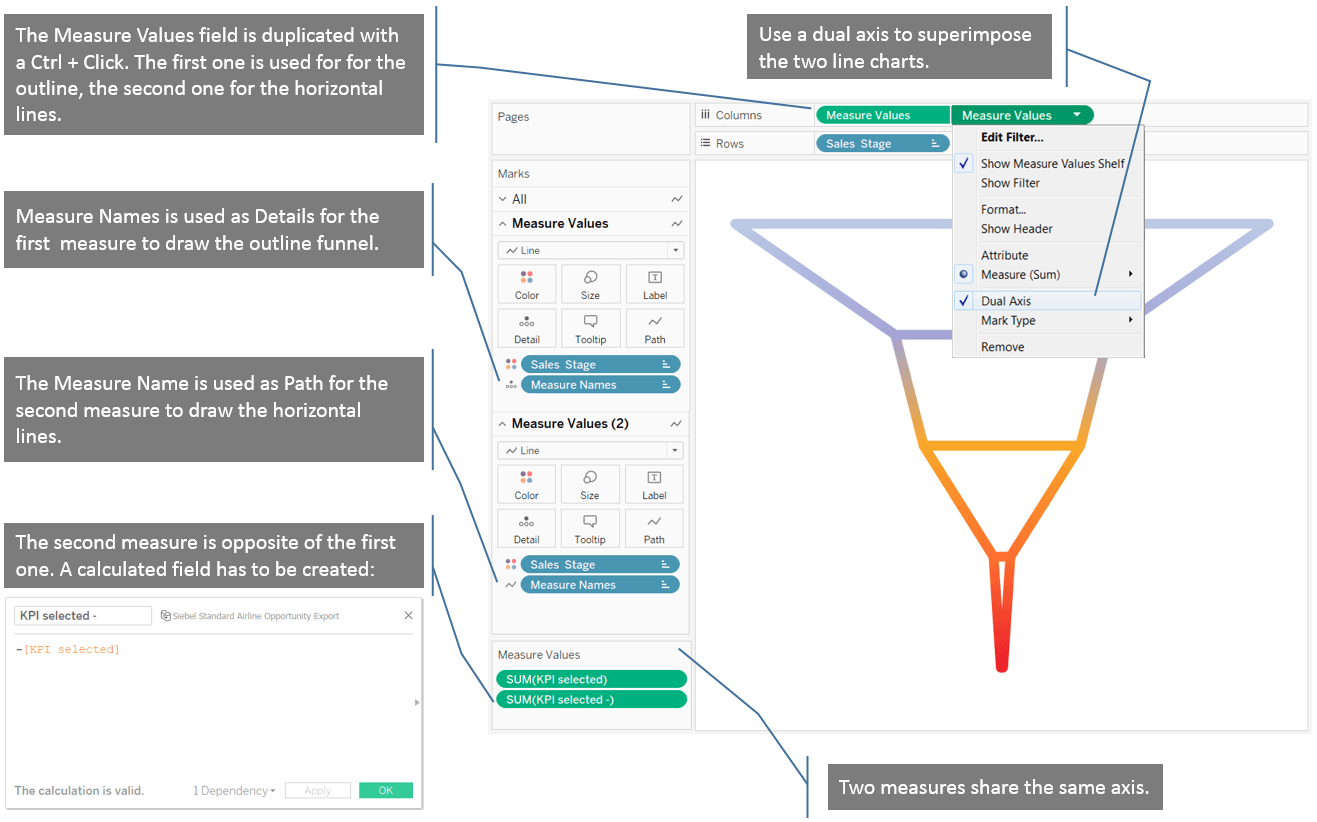 The Measure Values field is duplicated with
a Ctrl + Click. The first one is used for for the
outline, the second one for the horizontal
lines.
Use a dual axis to superimpose
the two line charts.
Measure Names is used as Details for the
first  measure to draw the outline funnel.
The Measure Name is used as Path for the
second measure to draw the horizontal
lines.
The second measure is opposite of the first
one. A calculated field has to be created:
KPI selected -
Siebel Standard Airline Opportunity Export
-[KPI selected]
The calculation is valid.
1 Dependency
Apply
OK
Pages
Columns
Measure Values
Measure Values
Rows
Sales Stage
Marks
All
Measure Values
Line
Color
Size
Label
Detail
Tooltip
Path
Sales Stage
Measure Names
Measure Values (2)
Line
Color
Size
Label
Detail
Tooltip
Path
Sales Stage
Measure Names
Measure Values
SUM(KPI selected)
SUM(KPI selected -)
Edit Filter...
Show Measure Values Shelf
Show Filter
Format...
Show Header
Attribute
Measure (Sum)
Dual Axis
Mark Type
Remove
Two measures share the same axis.